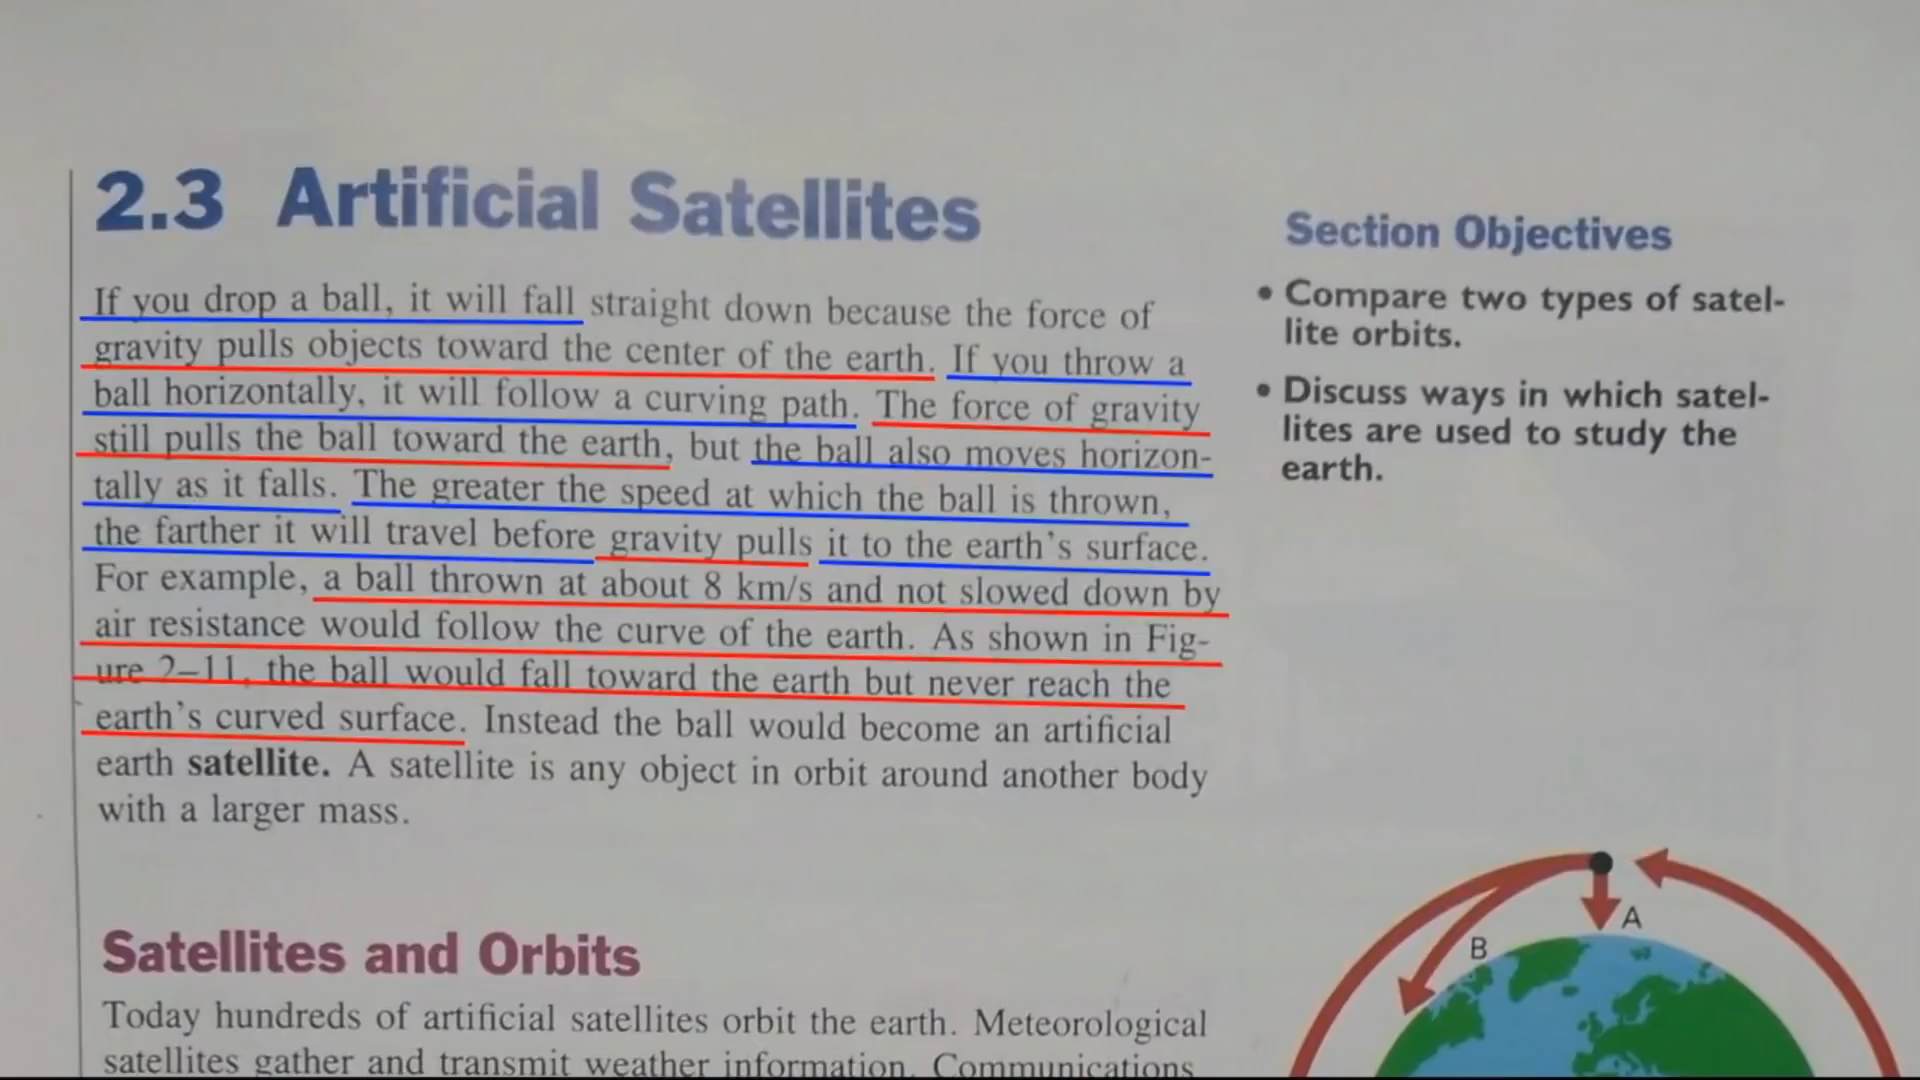 2.3 Artificial Satellites
If you drop a ball, it will fall straight down because the force of
gravity pulls objects toward the center of the earth. If you throw a
ball horizontally, it will follow a curving path. The force of gravity
still pulls the ball toward the earth, but the ball also moves horizon-
tally as it falls. The greater the speed at which the ball is thrown,
the farther it will travel before gravity pulls it to the earth's surface.
For example, a ball thrown at about 8 km/s and not slowed down by
air resistance would follow the curve of the earth. As shown in Fig-
ure 2–11, the ball would fall toward the earth but never reach the
earth's curved surface. Instead the ball would become an artificial
earth satellite. A satellite is any object in orbit around another body
with a larger mass.
Satellites and Orbits
Today hundreds of artificial satellites orbit the earth. Meteorological
satellites gather and transmit weather information. Communications
Section Objectives
• Compare two types of satel-
lite orbits.
• Discuss ways in which satel-
lites are used to study the
earth.
A
B